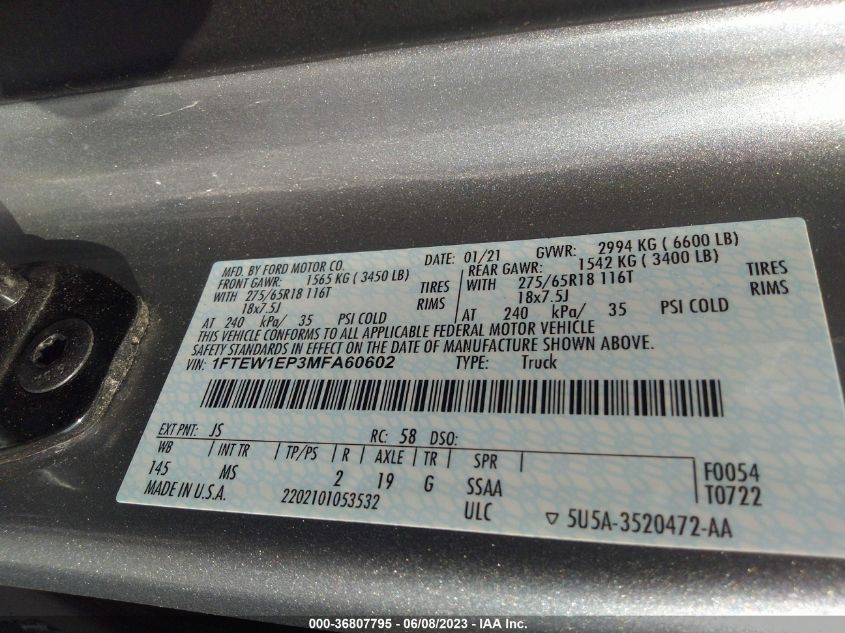 MFD. BY FORD MOTOR CO. DATE: 01/21 GVWR: 2994 KG ( 6600 LB)
FRONT GAWR: 1565 KG ( 3450 LB) REAR GAWR: 1542 KG ( 3400 LB)
WITH 275/65R18 116T TIRES WITH 275/65R18 116T TIRES
18x7.5J RIMS 18x7.5J RIMS
AT 240 kPa/ 35 PSI COLD AT 240 kPa/ 35 PSI COLD
THIS VEHICLE CONFORMS TO ALL APPLICABLE FEDERAL MOTOR VEHICLE
SAFETY STANDARDS IN EFFECT ON THE DATE OF MANUFACTURE SHOWN ABOVE.
VIN: 1FTEW1EP3MFA60602 TYPE: Truck
EXT PNT: JS RC: 58 DSO:
WB INT TR TP/PS R AXLE TR SPR
145 MS 2 19 G SSAA F0054
MADE IN U.S.A. 2202101053532 ULC T0722
▽ 5U5A-3520472-AA
000-36807795 - 06/08/2023 - IAA Inc.